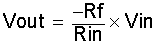 Vout = -Rf/Rin × Vin